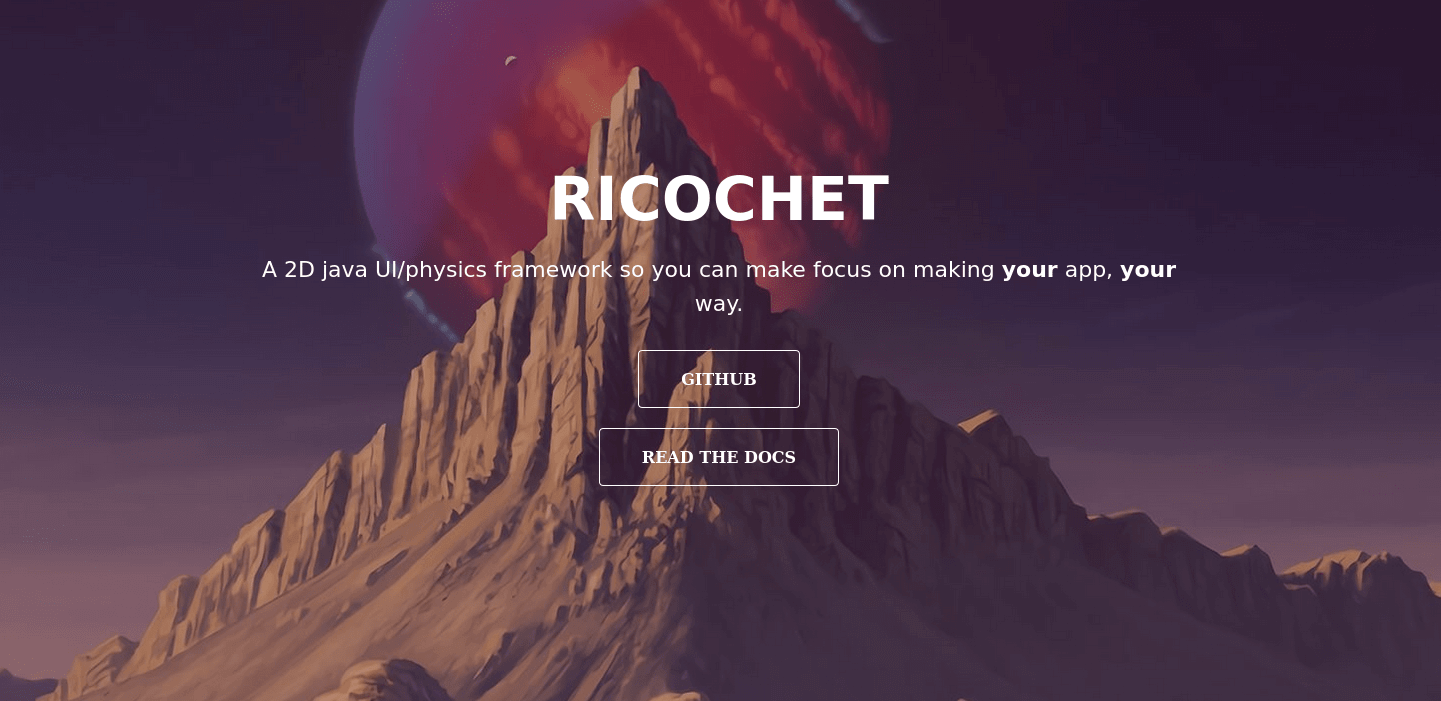 RICOCHET
A 2D java UI/physics framework so you can make focus on making your app, your
way.
GITHUB
READ THE DOCS